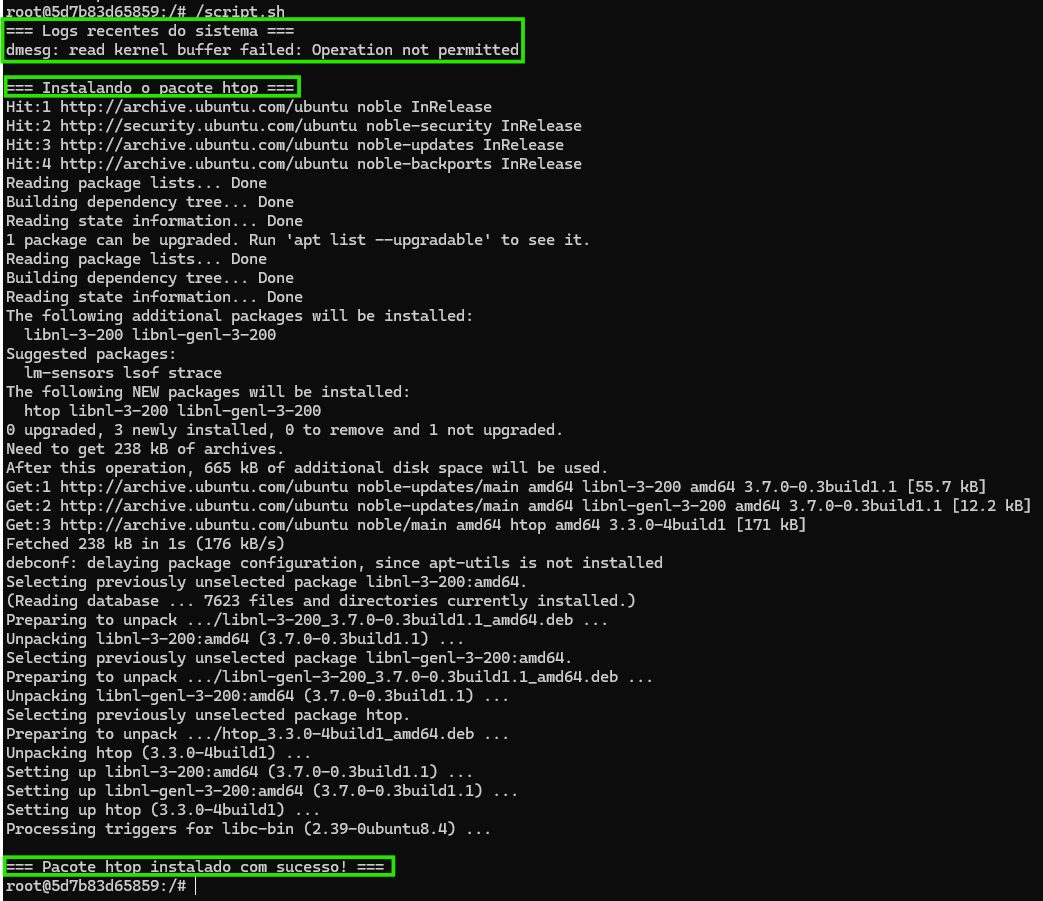 root@5d7b83d65859:/# /script.sh
=== Logs recentes do sistema ===
dmesg: read kernel buffer failed: Operation not permitted
=== Instalando o pacote htop ===
Hit:1 http://archive.ubuntu.com/ubuntu noble InRelease
Hit:2 http://security.ubuntu.com/ubuntu noble-security InRelease
Hit:3 http://archive.ubuntu.com/ubuntu noble-updates InRelease
Hit:4 http://archive.ubuntu.com/ubuntu noble-backports InRelease
Reading package lists... Done
Building dependency tree... Done
Reading state information... Done
1 package can be upgraded. Run 'apt list --upgradable' to see it.
Reading package lists... Done
Building dependency tree... Done
Reading state information... Done
The following additional packages will be installed:
  libnl-3-200 libnl-genl-3-200
Suggested packages:
  lm-sensors lsof strace
The following NEW packages will be installed:
  htop libnl-3-200 libnl-genl-3-200
0 upgraded, 3 newly installed, 0 to remove and 1 not upgraded.
Need to get 238 kB of archives.
After this operation, 665 kB of additional disk space will be used.
Get:1 http://archive.ubuntu.com/ubuntu noble-updates/main amd64 libnl-3-200 amd64 3.7.0-0.3build1.1 [55.7 kB]
Get:2 http://archive.ubuntu.com/ubuntu noble-updates/main amd64 libnl-genl-3-200 amd64 3.7.0-0.3build1.1 [12.2 kB]
Get:3 http://archive.ubuntu.com/ubuntu noble/main amd64 htop amd64 3.3.0-4build1 [171 kB]
Fetched 238 kB in 1s (176 kB/s)
debconf: delaying package configuration, since apt-utils is not installed
Selecting previously unselected package libnl-3-200:amd64.
(Reading database ... 7623 files and directories currently installed.)
Preparing to unpack .../libnl-3-200_3.7.0-0.3build1.1_amd64.deb ...
Unpacking libnl-3-200:amd64 (3.7.0-0.3build1.1) ...
Selecting previously unselected package libnl-genl-3-200:amd64.
Preparing to unpack .../libnl-genl-3-200_3.7.0-0.3build1.1_amd64.deb ...
Unpacking libnl-genl-3-200:amd64 (3.7.0-0.3build1.1) ...
Selecting previously unselected package htop.
Preparing to unpack .../htop_3.3.0-4build1_amd64.deb ...
Unpacking htop (3.3.0-4build1) ...
Setting up libnl-3-200:amd64 (3.7.0-0.3build1.1) ...
Setting up libnl-genl-3-200:amd64 (3.7.0-0.3build1.1) ...
Setting up htop (3.3.0-4build1) ...
Processing triggers for libc-bin (2.39-0ubuntu8.4) ...
=== Pacote htop instalado com sucesso! ===
root@5d7b83d65859:/#